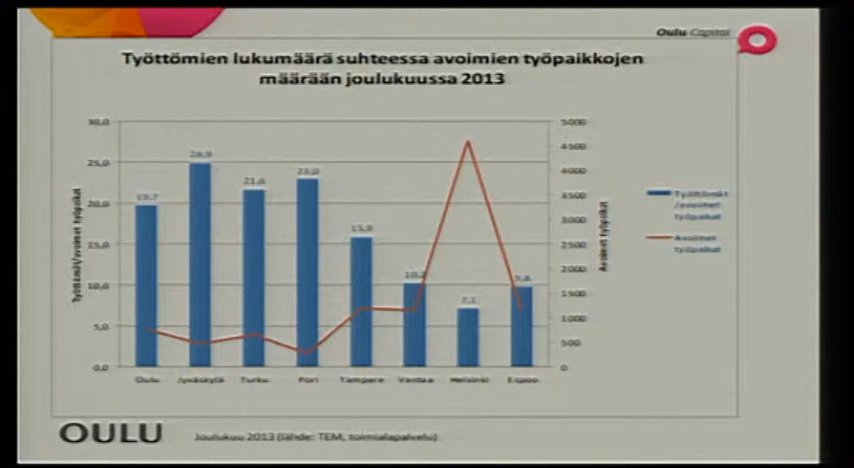 Oulu Capital
Työttömien lukumäärä suhteessa avoimien työpaikkojen
määrään joulukuussa 2013
30,0
25,0
20,0
15,0
10,0
5,0
0,0
5000
4500
4000
3500
3000
2500
2000
1500
1000
500
0
Työttömät/avoimet työpaikat
Avoimet työpaikat
19,7
24,9
21,6
23,0
15,9
10,2
7,1
9,8
Oulu Jyväskylä Turku Pori Tampere Vantaa Helsinki Espoo
Työttömät
/avoimet
työpaikat
Avoimet
työpaikat
OULU
Joulukuu 2013 (lähde: TEM, toimialapalvelu)